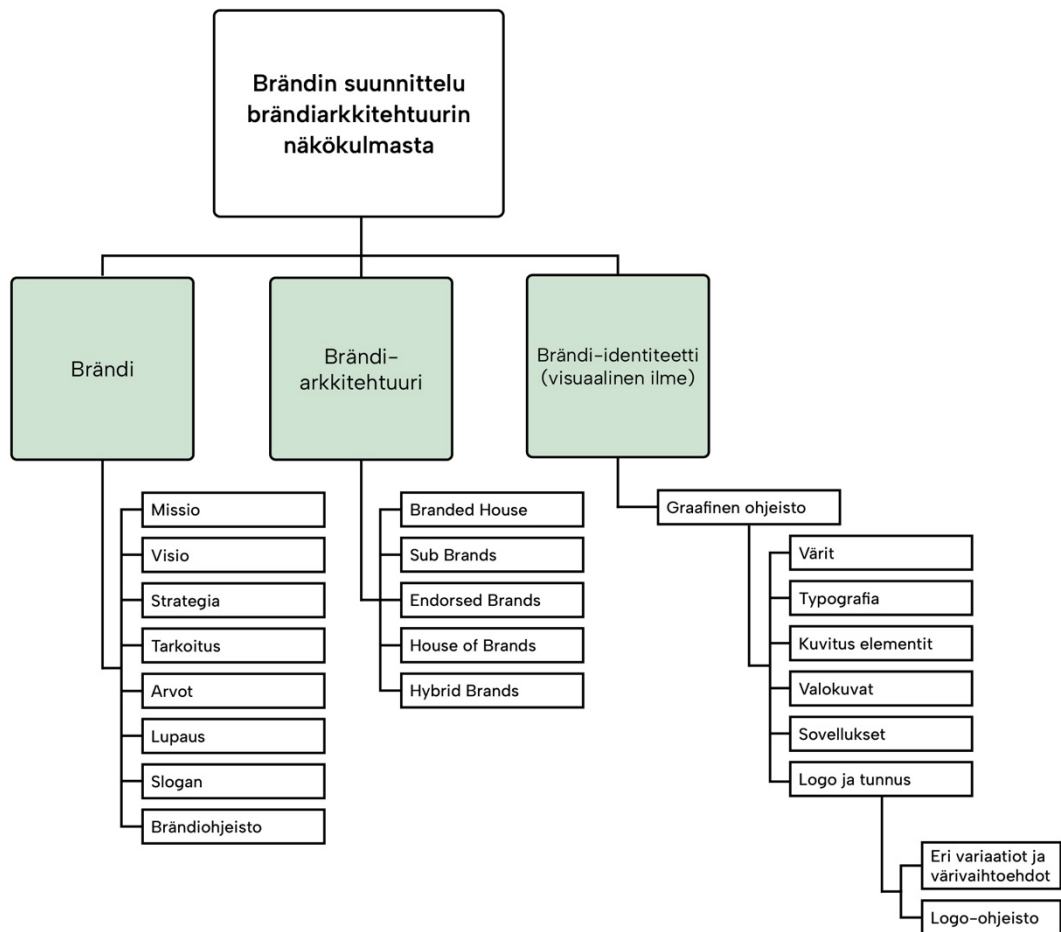 Brändin suunnittelu
brändiarkkitehtuurin
näkökulmasta
Brändi
Brändi-
arkkitehtuuri
Brändi-identiteetti
(visuaalinen ilme)
Missio
Visio
Strategia
Tarkoitus
Arvot
Lupaus
Slogan
Brändiohjeisto
Branded House
Sub Brands
Endorsed Brands
House of Brands
Hybrid Brands
Graafinen ohjeisto
Värit
Typografia
Kuvitus elementit
Valokuvat
Sovellukset
Logo ja tunnus
Eri variaatiot ja
värivaihtoehdot
Logo-ohjeisto